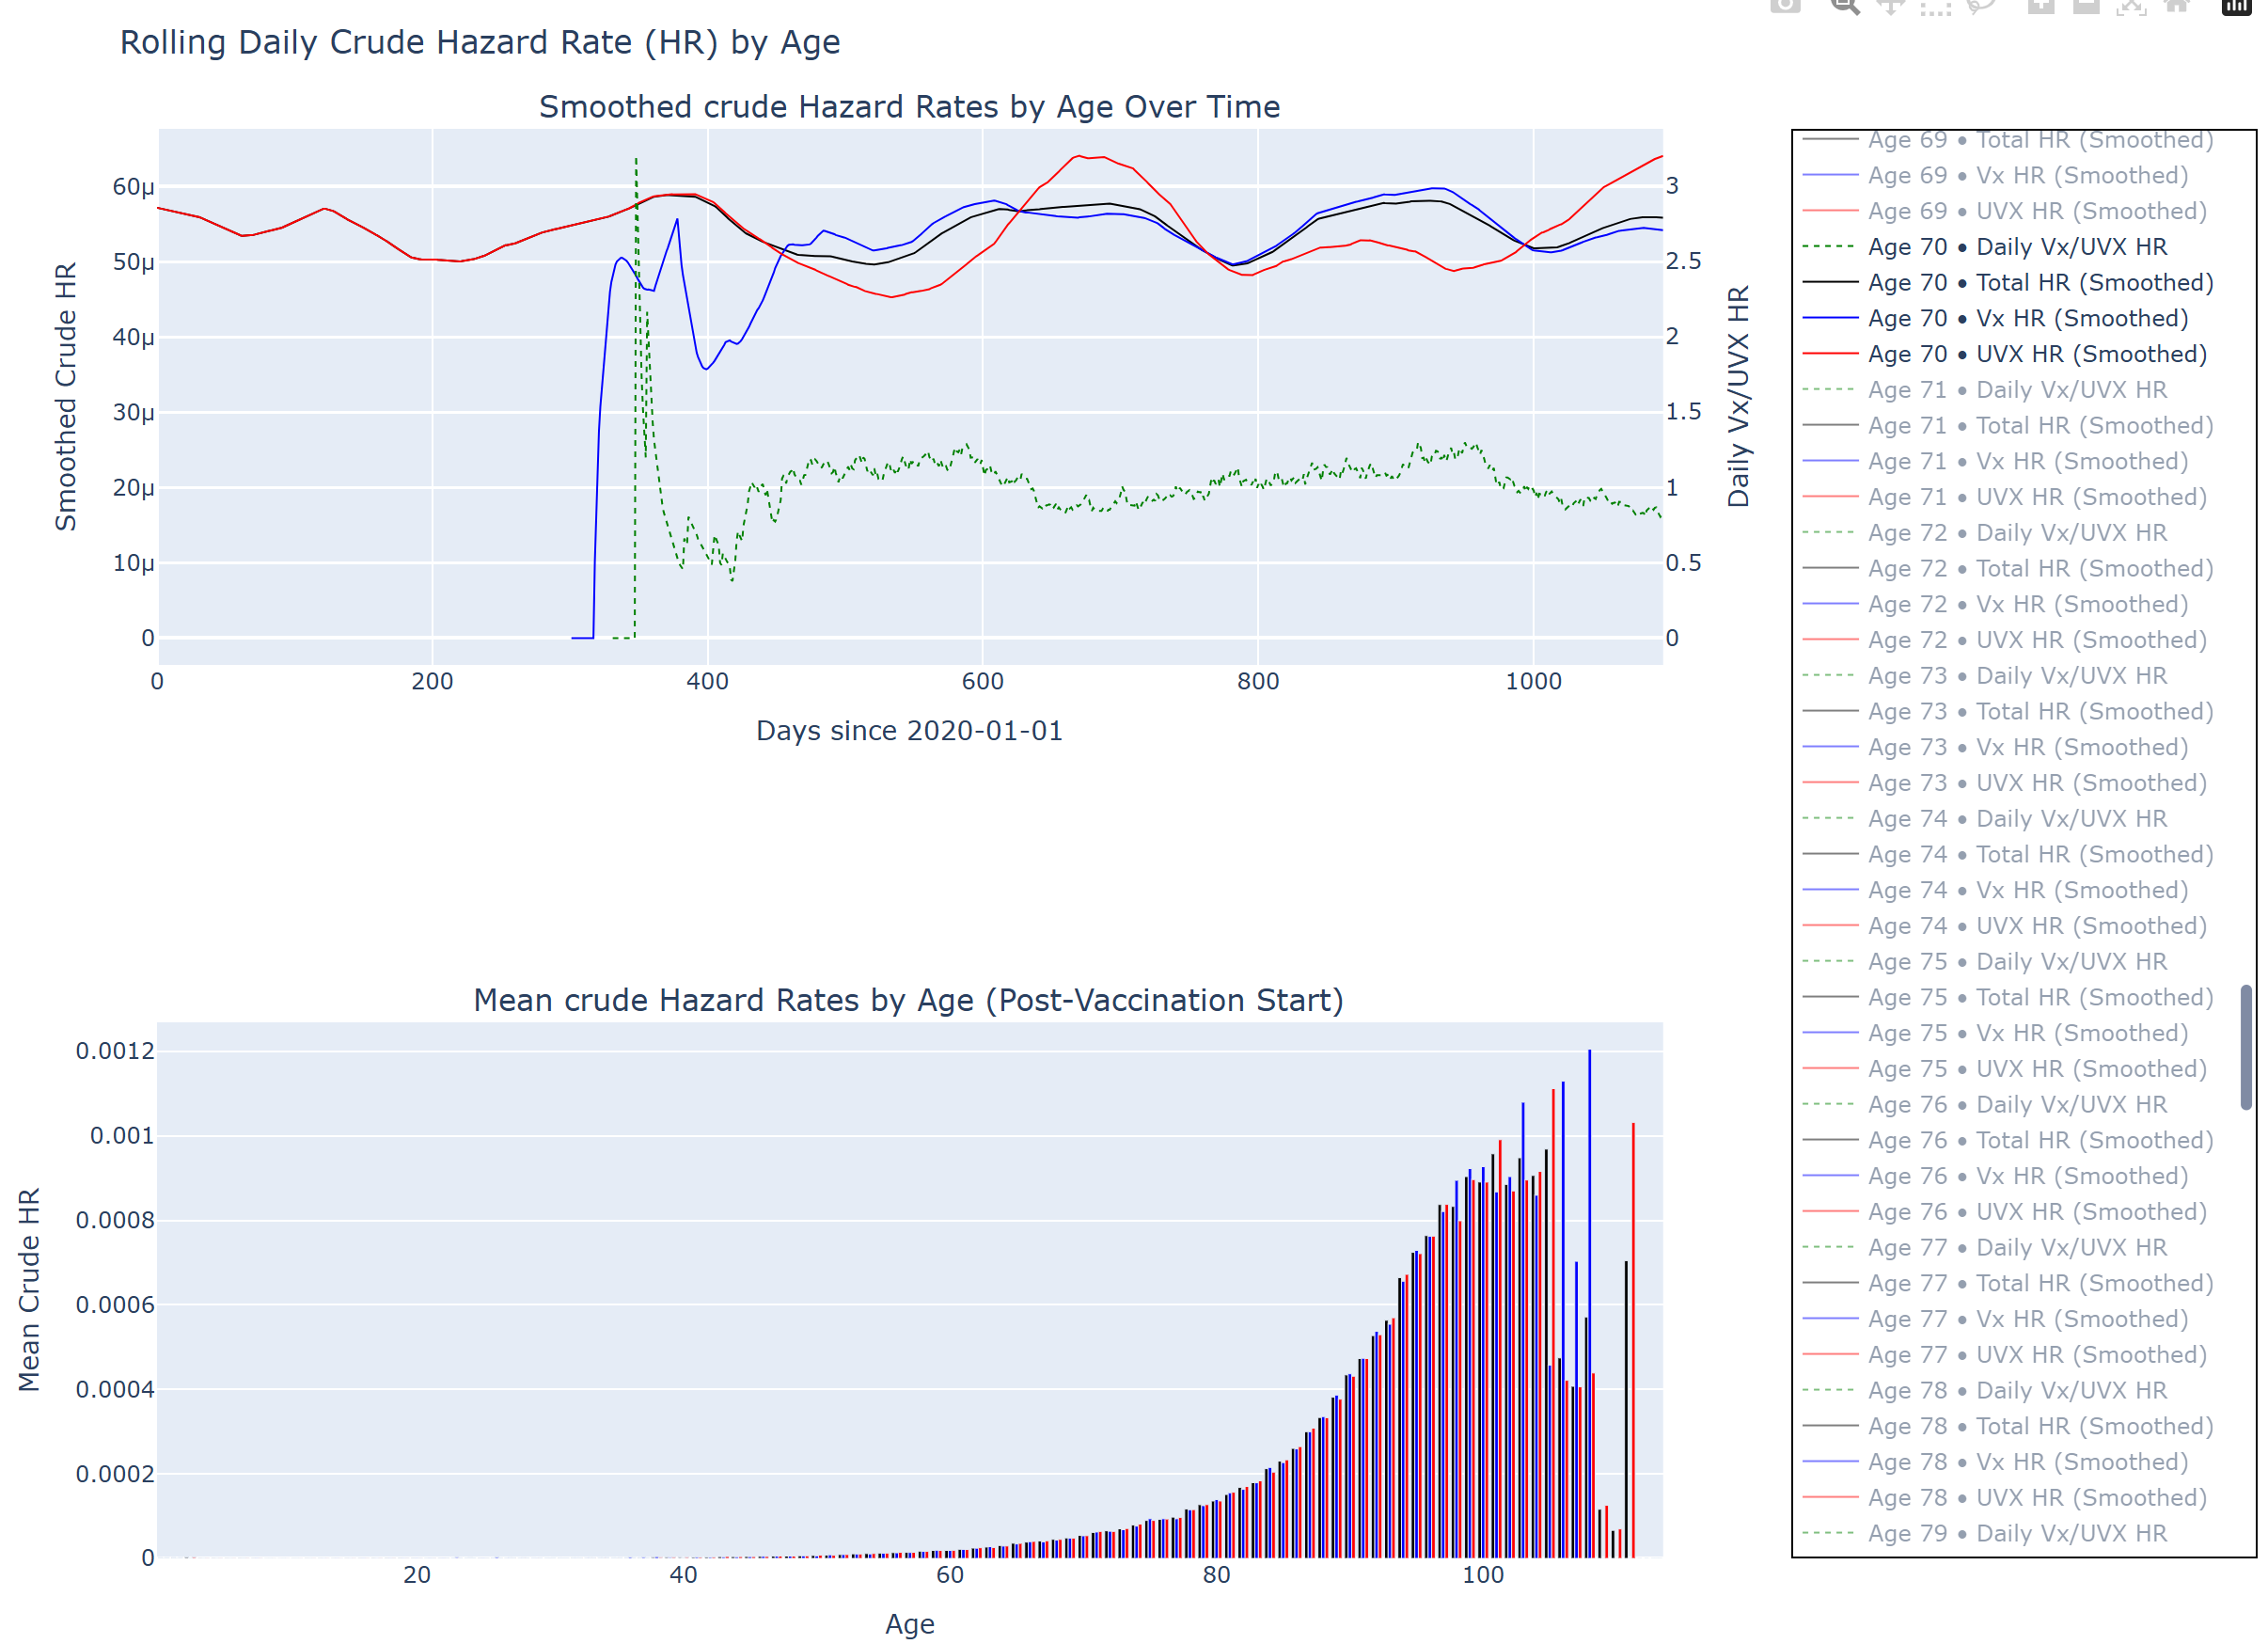 Rolling Daily Crude Hazard Rate (HR) by Age
Smoothed crude Hazard Rates by Age Over Time
60μ
50μ
40μ
30μ
20μ
10μ
0
Smoothed Crude HR
3
2.5
2
1.5
1
0.5
0
Daily Vx/UVX HR
0
200
400
600
800
1000
Days since 2020-01-01
Mean crude Hazard Rates by Age (Post-Vaccination Start)
0.0012
0.001
0.0008
0.0006
0.0004
0.0002
0
Mean Crude HR
20
40
60
80
100
Age
Age 69 • Total HR (Smoothed)
Age 69 • Vx HR (Smoothed)
Age 69 • UVX HR (Smoothed)
Age 70 • Daily Vx/UVX HR
Age 70 • Total HR (Smoothed)
Age 70 • Vx HR (Smoothed)
Age 70 • UVX HR (Smoothed)
Age 71 • Daily Vx/UVX HR
Age 71 • Total HR (Smoothed)
Age 71 • Vx HR (Smoothed)
Age 71 • UVX HR (Smoothed)
Age 72 • Daily Vx/UVX HR
Age 72 • Total HR (Smoothed)
Age 72 • Vx HR (Smoothed)
Age 72 • UVX HR (Smoothed)
Age 73 • Daily Vx/UVX HR
Age 73 • Total HR (Smoothed)
Age 73 • Vx HR (Smoothed)
Age 73 • UVX HR (Smoothed)
Age 74 • Daily Vx/UVX HR
Age 74 • Total HR (Smoothed)
Age 74 • Vx HR (Smoothed)
Age 74 • UVX HR (Smoothed)
Age 75 • Daily Vx/UVX HR
Age 75 • Total HR (Smoothed)
Age 75 • Vx HR (Smoothed)
Age 75 • UVX HR (Smoothed)
Age 76 • Daily Vx/UVX HR
Age 76 • Total HR (Smoothed)
Age 76 • Vx HR (Smoothed)
Age 76 • UVX HR (Smoothed)
Age 77 • Daily Vx/UVX HR
Age 77 • Total HR (Smoothed)
Age 77 • Vx HR (Smoothed)
Age 77 • UVX HR (Smoothed)
Age 78 • Daily Vx/UVX HR
Age 78 • Total HR (Smoothed)
Age 78 • Vx HR (Smoothed)
Age 78 • UVX HR (Smoothed)
Age 79 • Daily Vx/UVX HR